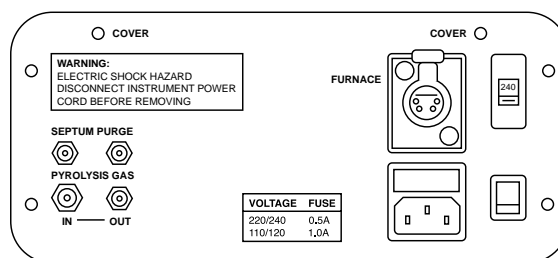 COVER
COVER
WARNING:
ELECTRIC SHOCK HAZARD
DISCONNECT INSTRUMENT POWER
CORD BEFORE REMOVING
FURNACE
240
SEPTUM PURGE
PYROLYSIS GAS
IN OUT
VOLTAGE FUSE
220/240 0.5A
110/120 1.0A